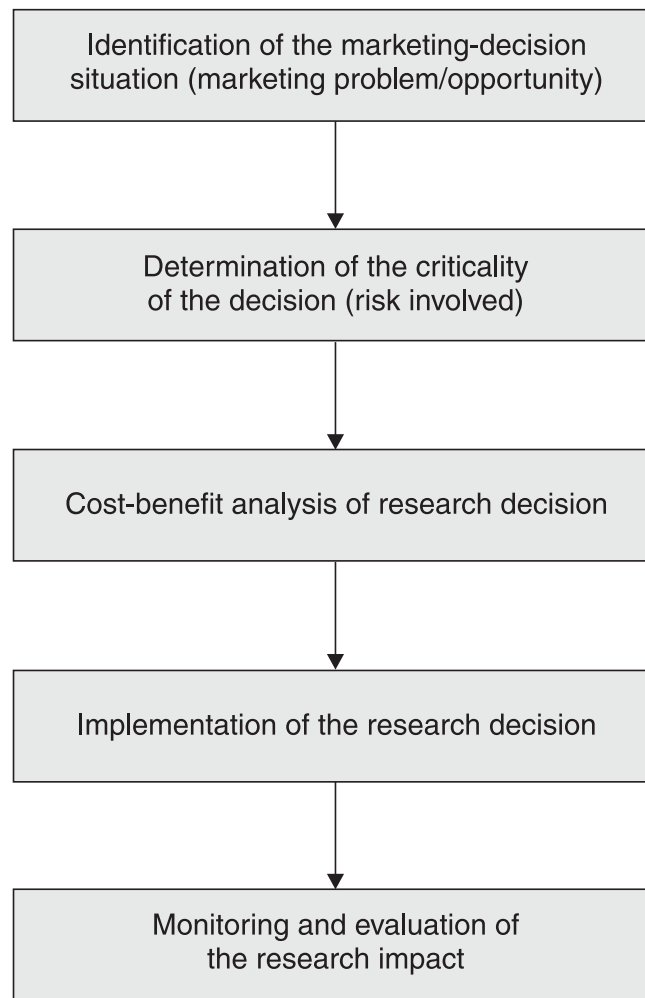 Identification of the marketing-decision
situation (marketing problem/opportunity)
Determination of the criticality
of the decision (risk involved)
Cost-benefit analysis of research decision
Implementation of the research decision
Monitoring and evaluation of
the research impact